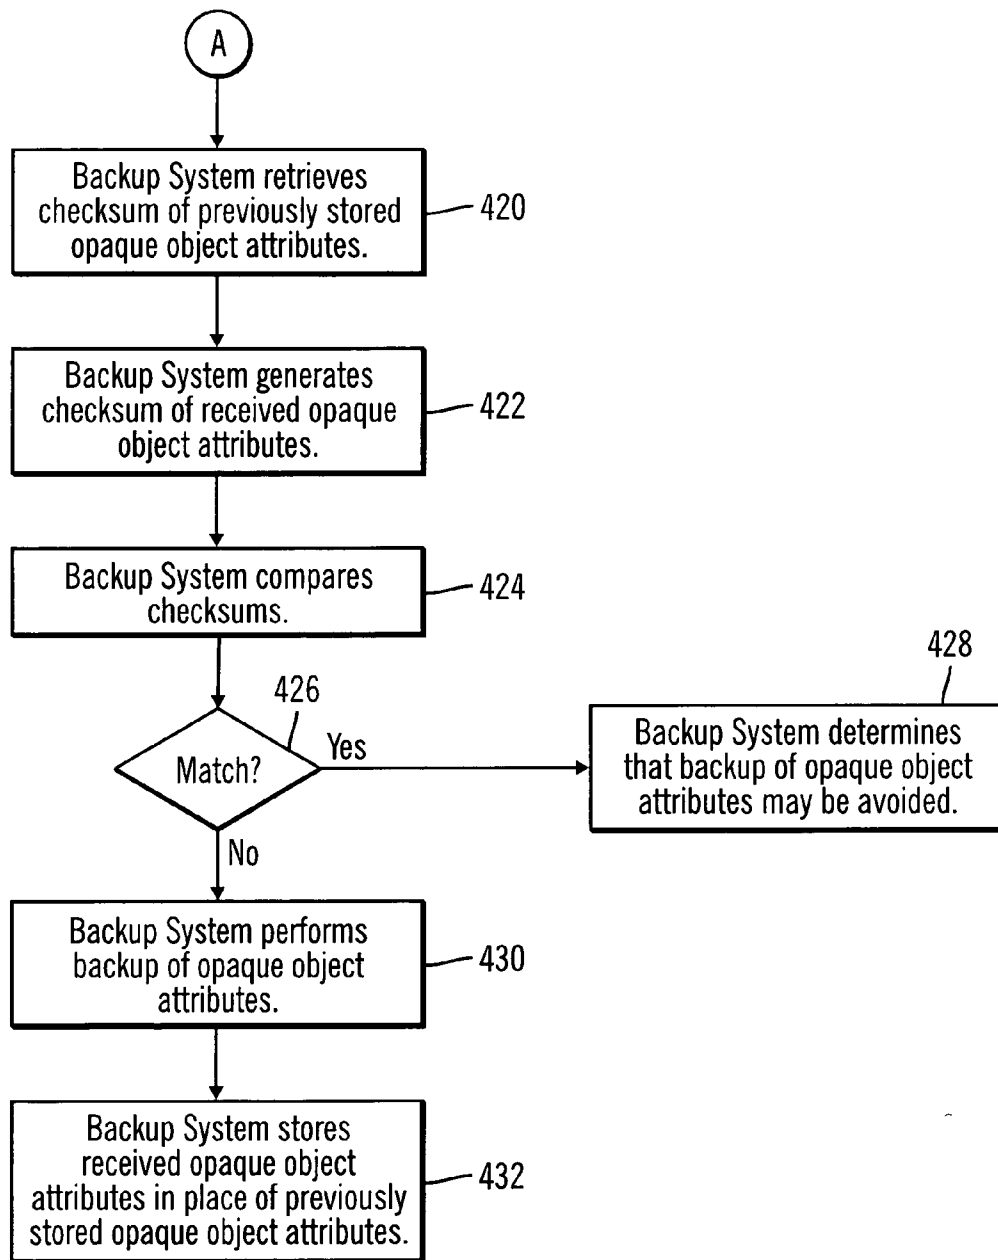 A
Backup System retrieves
checksum of previously stored
opaque object attributes.
420
Backup System generates
checksum of received opaque
object attributes.
422
Backup System compares
checksums.
424
426
Match?
Yes
428
Backup System determines
that backup of opaque object
attributes may be avoided.
No
Backup System performs
backup of opaque object
attributes.
430
Backup System stores
received opaque object
attributes in place of previously
stored opaque object attributes.
432